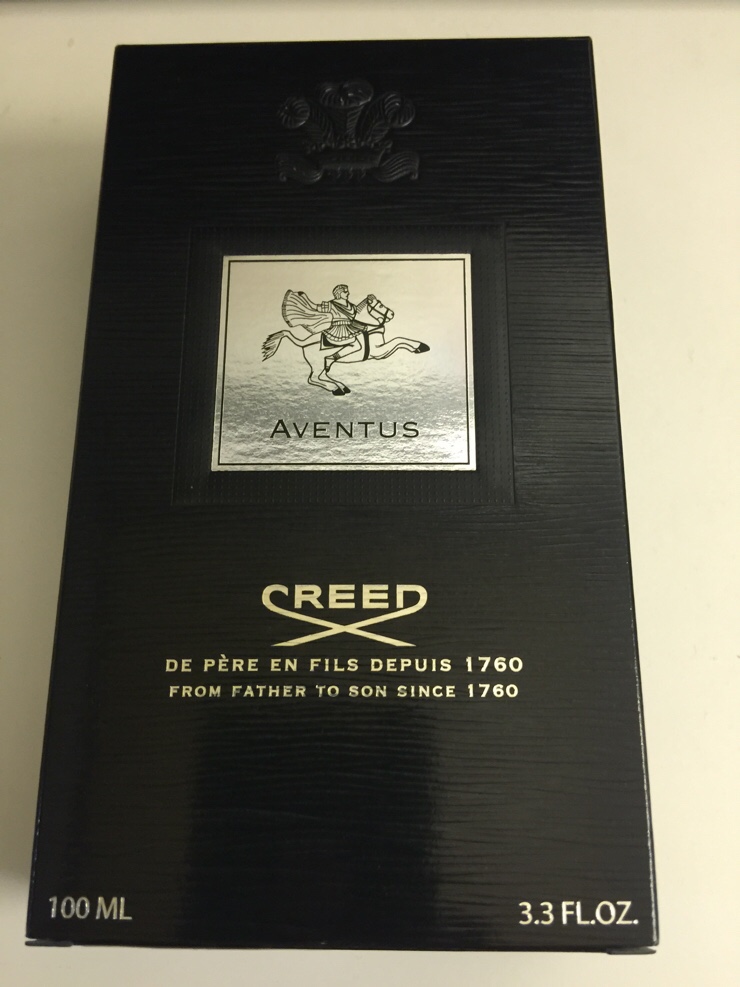 AVENTUS
CREED
DE PÈRE EN FILS DEPUIS 1760
FROM FATHER TO SON SINCE 1760
100 ML
3.3 FL.OZ.